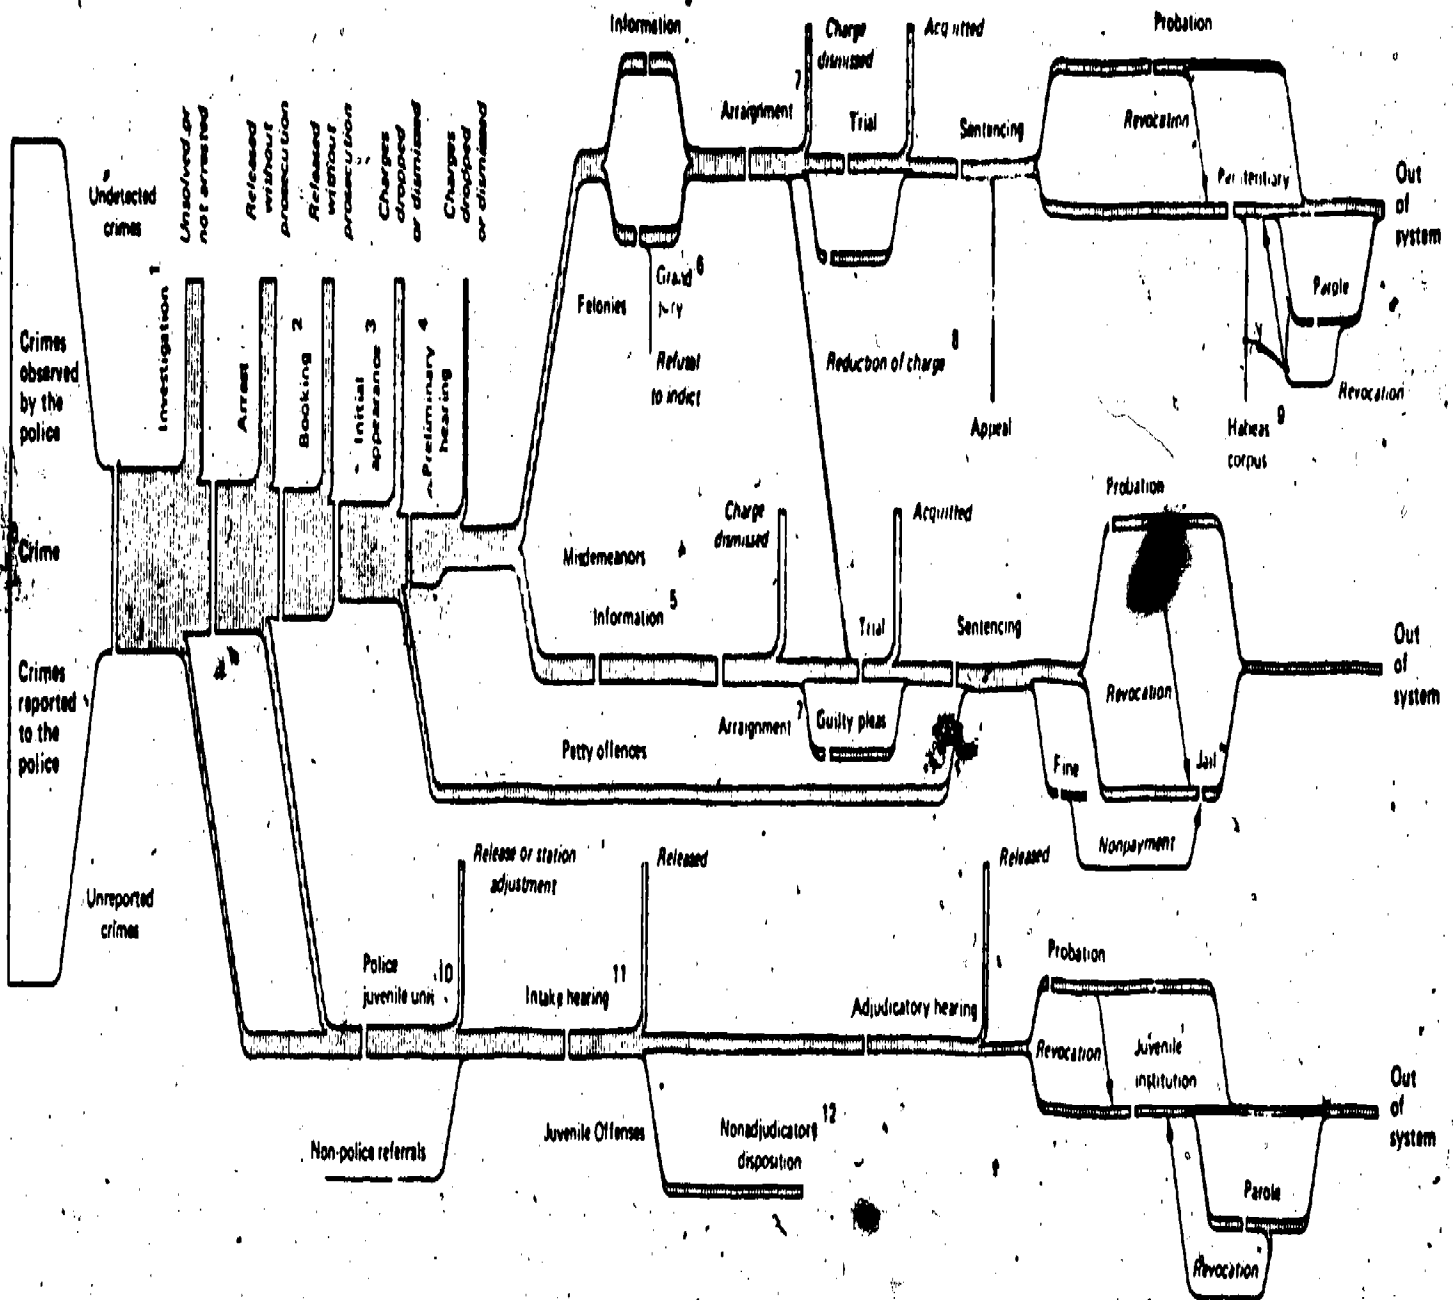 Information
Charge
dismissed
Acquitted
Probation
Unsolved or
not arrested
Released
without
prosecution
Released
without
prosecution
Charges
dropped
or dismissed
Charges
dropped
or dismissed
Undetected
crimes
Arraignment 7
Trial
Sentencing
Revocation
Penitentiary
Out
of
system
Crimes
observed
by the
police
Investigation 1
Arrest
Booking 2
Initial
appearance 3
Preliminary
hearing 4
Felonies
Grand 6
jury
Refusal
to indict
Reduction of charge 8
Appeal
Parole
Revocation
Habeas 9
corpus
Crime
Misdemeanors
Information 5
Charge
dismissed
Acquitted
Trial
Sentencing
Probation
Revocation
Out
of
system
Crimes
reported
to the
police
Arraignment 7
Guilty pleas
Petty offences
Fine
Jail
Nonpayment
Unreported
crimes
Release or station
adjustment
Released
Released
Police
juvenile unit 10
Intake hearing 11
Adjudicatory hearing
Probation
Revocation
Juvenile
institution
Out
of
system
Non-police referrals
Juvenile Offenses
Nonadjudicatory 12
disposition
Parole
Revocation